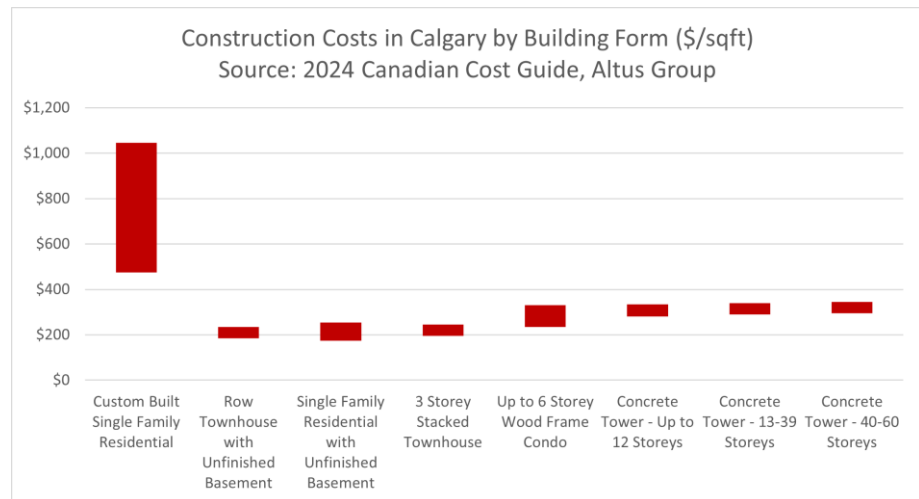 Construction Costs in Calgary by Building Form ($/sqft)
Source: 2024 Canadian Cost Guide, Altus Group
$1,200
$1,000
$800
$600
$400
$200
$0
Custom Built
Single Family
Residential
Row
Townhouse
with
Unfinished
Basement
Single Family
Residential
with
Unfinished
Basement
3 Storey
Stacked
Townhouse
Up to 6 Storey
Wood Frame
Condo
Concrete
Tower - Up to
12 Storeys
Concrete
Tower - 13-39
Storeys
Concrete
Tower - 40-60
Storeys